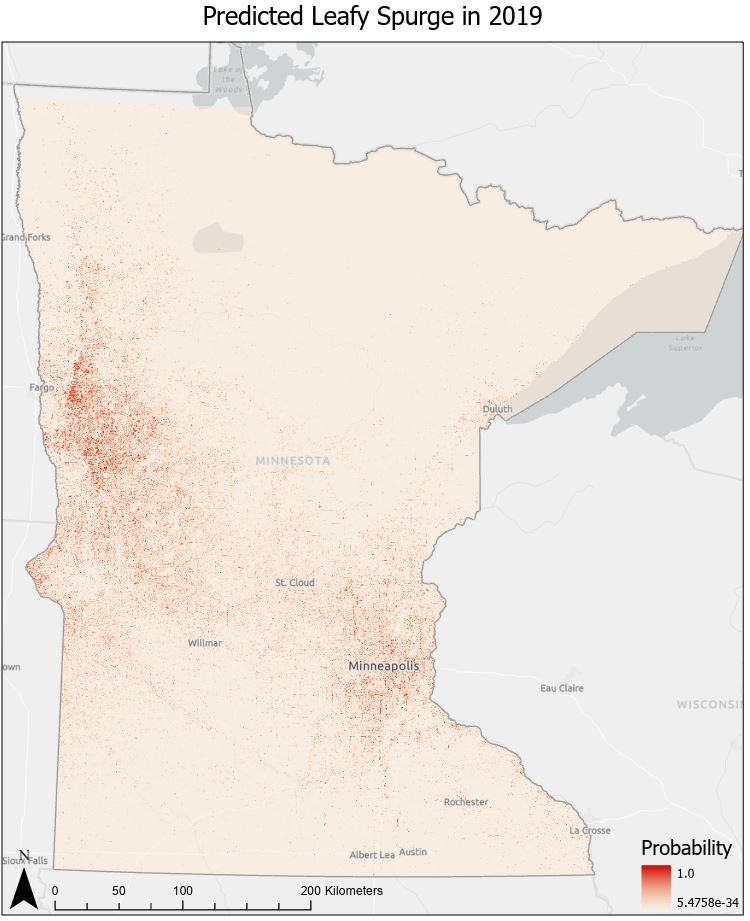 Predicted Leafy Spurge in 2019
Lake of
the
Woods
Grand Forks
Lake
Superior
Fargo
Duluth
MINNESOTA
St. Cloud
Willmar
Minneapolis
own
Eau Claire
WISCONSIN
Rochester
La Crosse
Albert Lea
Austin
Sioux Falls
N
0 50 100 200 Kilometers
Probability
1.0
5.4758e-34